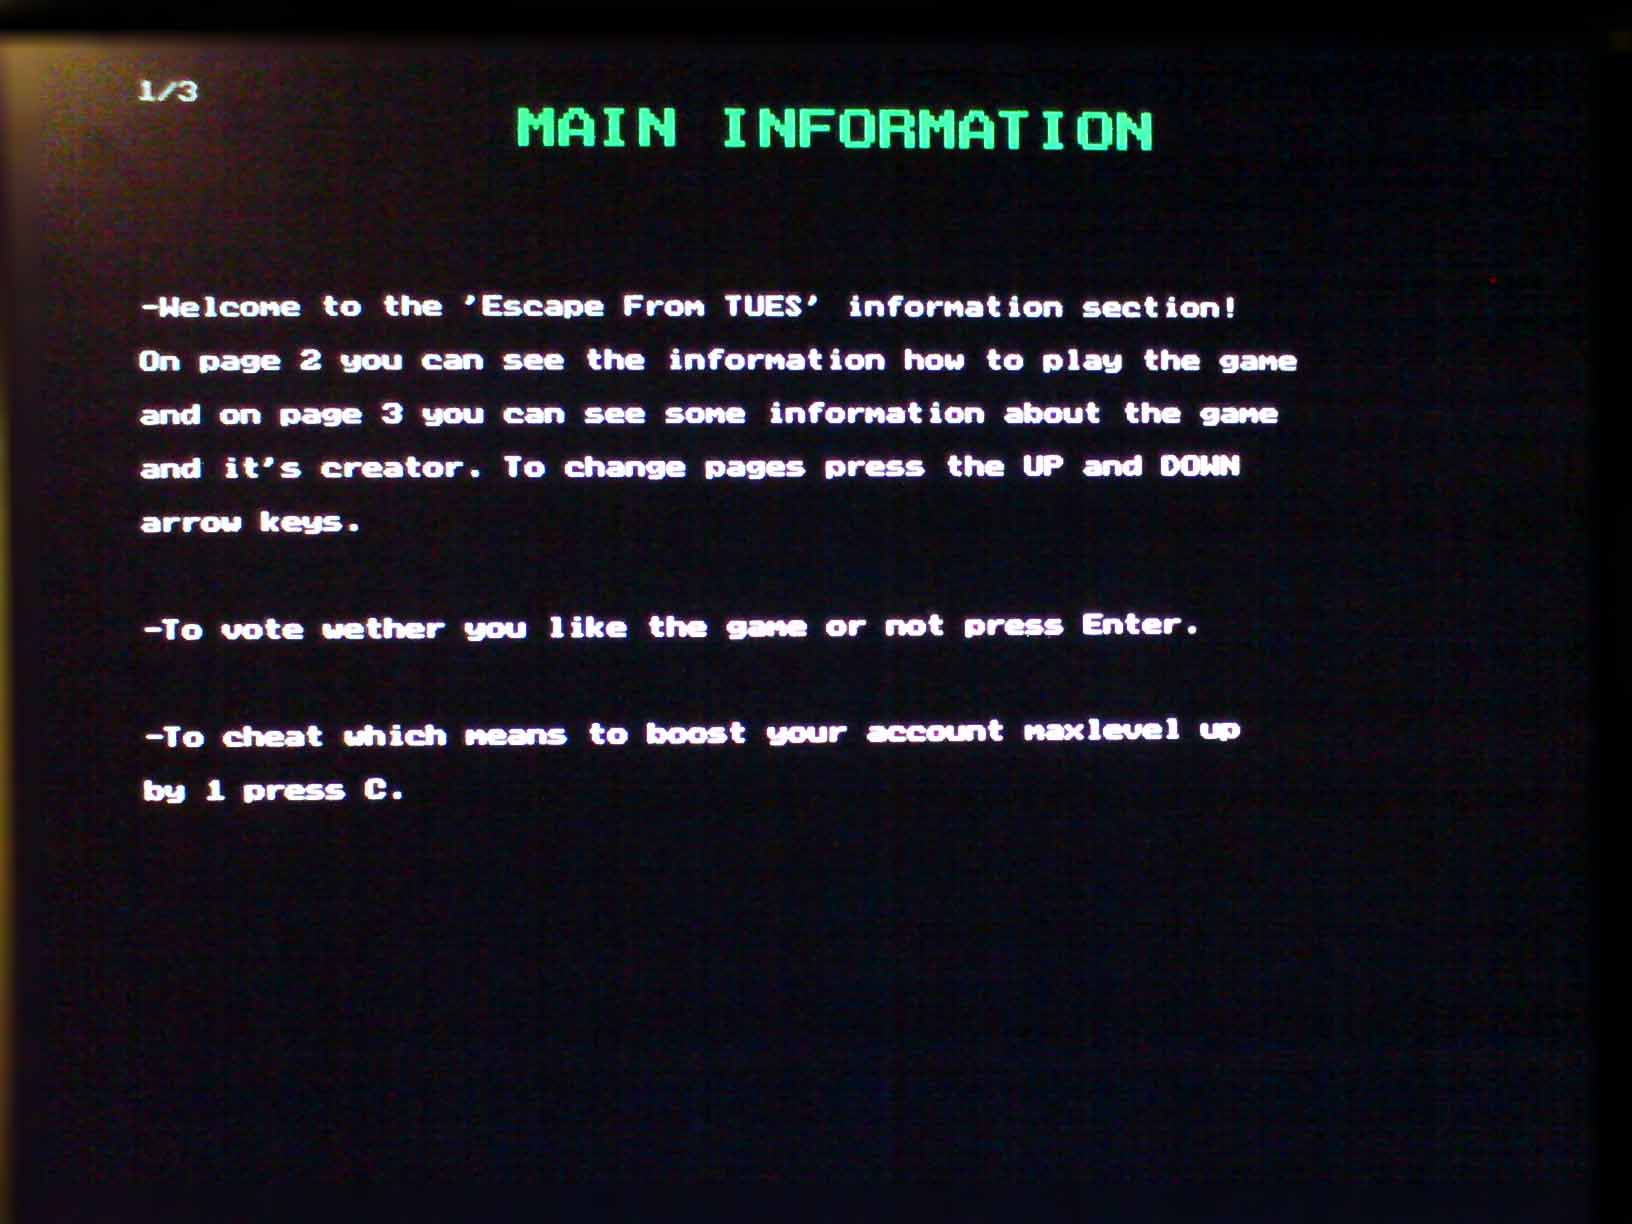 1/3
MAIN INFORMATION
-Welcome to the 'Escape From TUES' information section!
On page 2 you can see the information how to play the game
and on page 3 you can see some information about the game
and it's creator. To change pages press the UP and DOWN
arrow keys.
-To vote wether you like the game or not press Enter.
-To cheat which means to boost your account maxlevel up
by 1 press C.